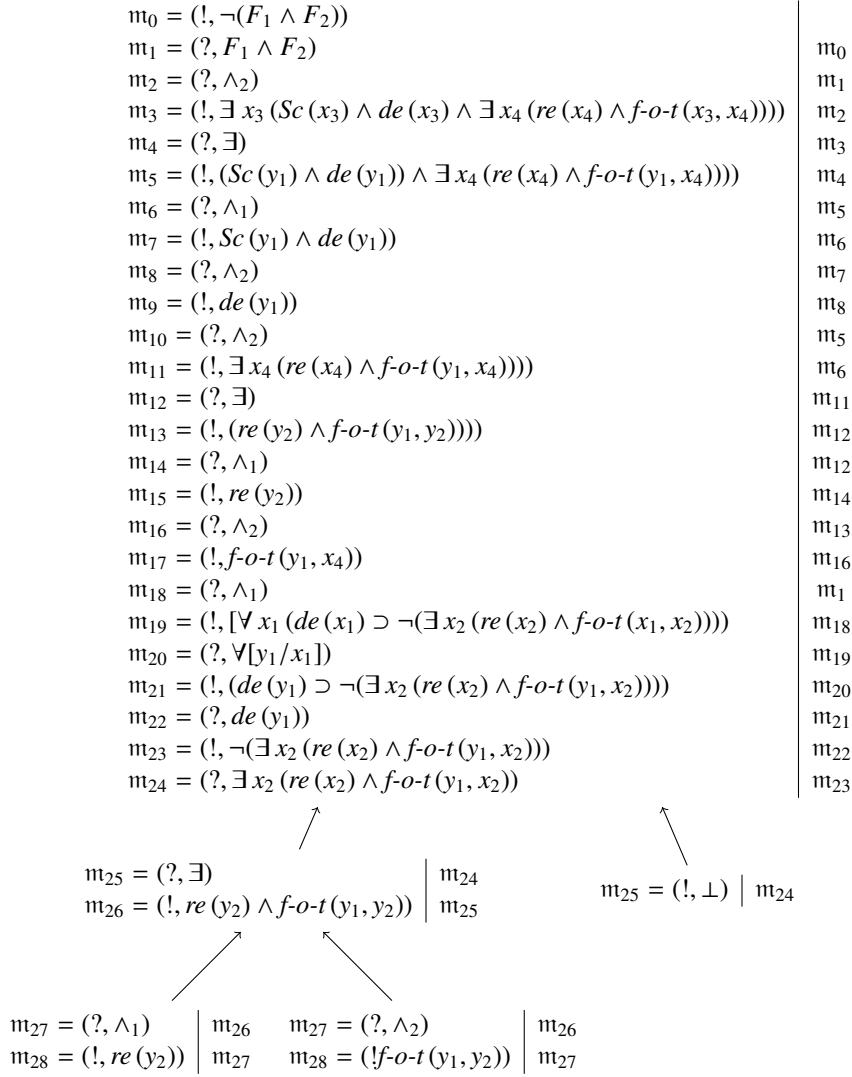 𝔪₀ = (!, ¬(F₁ ∧ F₂))
𝔪₁ = (?, F₁ ∧ F₂) 𝔪₀
𝔪₂ = (?, ∧₂) 𝔪₁
𝔪₃ = (!, ∃ x₃ (Sc (x₃) ∧ de (x₃) ∧ ∃ x₄ (re (x₄) ∧ f-o-t (x₃, x₄)))) 𝔪₂
𝔪₄ = (?, ∃) 𝔪₃
𝔪₅ = (!, (Sc (y₁) ∧ de (y₁)) ∧ ∃ x₄ (re (x₄) ∧ f-o-t (y₁, x₄)))) 𝔪₄
𝔪₆ = (?, ∧₁) 𝔪₅
𝔪₇ = (!, Sc (y₁) ∧ de (y₁)) 𝔪₆
𝔪₈ = (?, ∧₂) 𝔪₇
𝔪₉ = (!, de (y₁)) 𝔪₈
𝔪₁₀ = (?, ∧₂) 𝔪₅
𝔪₁₁ = (!, ∃ x₄ (re (x₄) ∧ f-o-t (y₁, x₄)))) 𝔪₆
𝔪₁₂ = (?, ∃) 𝔪₁₁
𝔪₁₃ = (!, (re (y₂) ∧ f-o-t (y₁, y₂)))) 𝔪₁₂
𝔪₁₄ = (?, ∧₁) 𝔪₁₂
𝔪₁₅ = (!, re (y₂)) 𝔪₁₄
𝔪₁₆ = (?, ∧₂) 𝔪₁₃
𝔪₁₇ = (!, f-o-t (y₁, x₄)) 𝔪₁₆
𝔪₁₈ = (?, ∧₁) 𝔪₁
𝔪₁₉ = (!, [∀ x₁ (de (x₁) ⊃ ¬(∃ x₂ (re (x₂) ∧ f-o-t (x₁, x₂)))) 𝔪₁₈
𝔪₂₀ = (?, ∀[y₁/x₁]) 𝔪₁₉
𝔪₂₁ = (!, (de (y₁) ⊃ ¬(∃ x₂ (re (x₂) ∧ f-o-t (y₁, x₂)))) 𝔪₂₀
𝔪₂₂ = (?, de (y₁)) 𝔪₂₁
𝔪₂₃ = (!, ¬(∃ x₂ (re (x₂) ∧ f-o-t (y₁, x₂))) 𝔪₂₂
𝔪₂₄ = (?, ∃ x₂ (re (x₂) ∧ f-o-t (y₁, x₂)) 𝔪₂₃
𝔪₂₅ = (?, ∃) 𝔪₂₄
𝔪₂₆ = (!, re (y₂) ∧ f-o-t (y₁, y₂)) 𝔪₂₅
𝔪₂₅ = (!, ⊥) 𝔪₂₄
𝔪₂₇ = (?, ∧₁) 𝔪₂₆
𝔪₂₈ = (!, re (y₂)) 𝔪₂₇
𝔪₂₇ = (?, ∧₂) 𝔪₂₆
𝔪₂₈ = (!f-o-t (y₁, y₂)) 𝔪₂₇